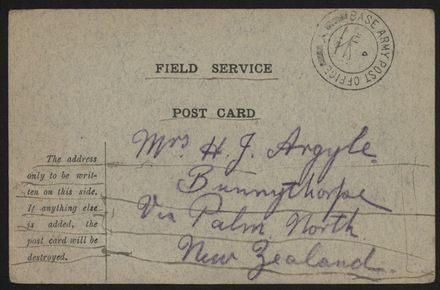 BASE ARMY POST OFFICE
FIELD SERVICE
POST CARD
The address
only to be writ-
ten on this side.
If anything else
is added, the
post card will be
destroyed.
Mrs H. J. Argyle.
Bunnythorpe
Via Palm. North
New Zealand.